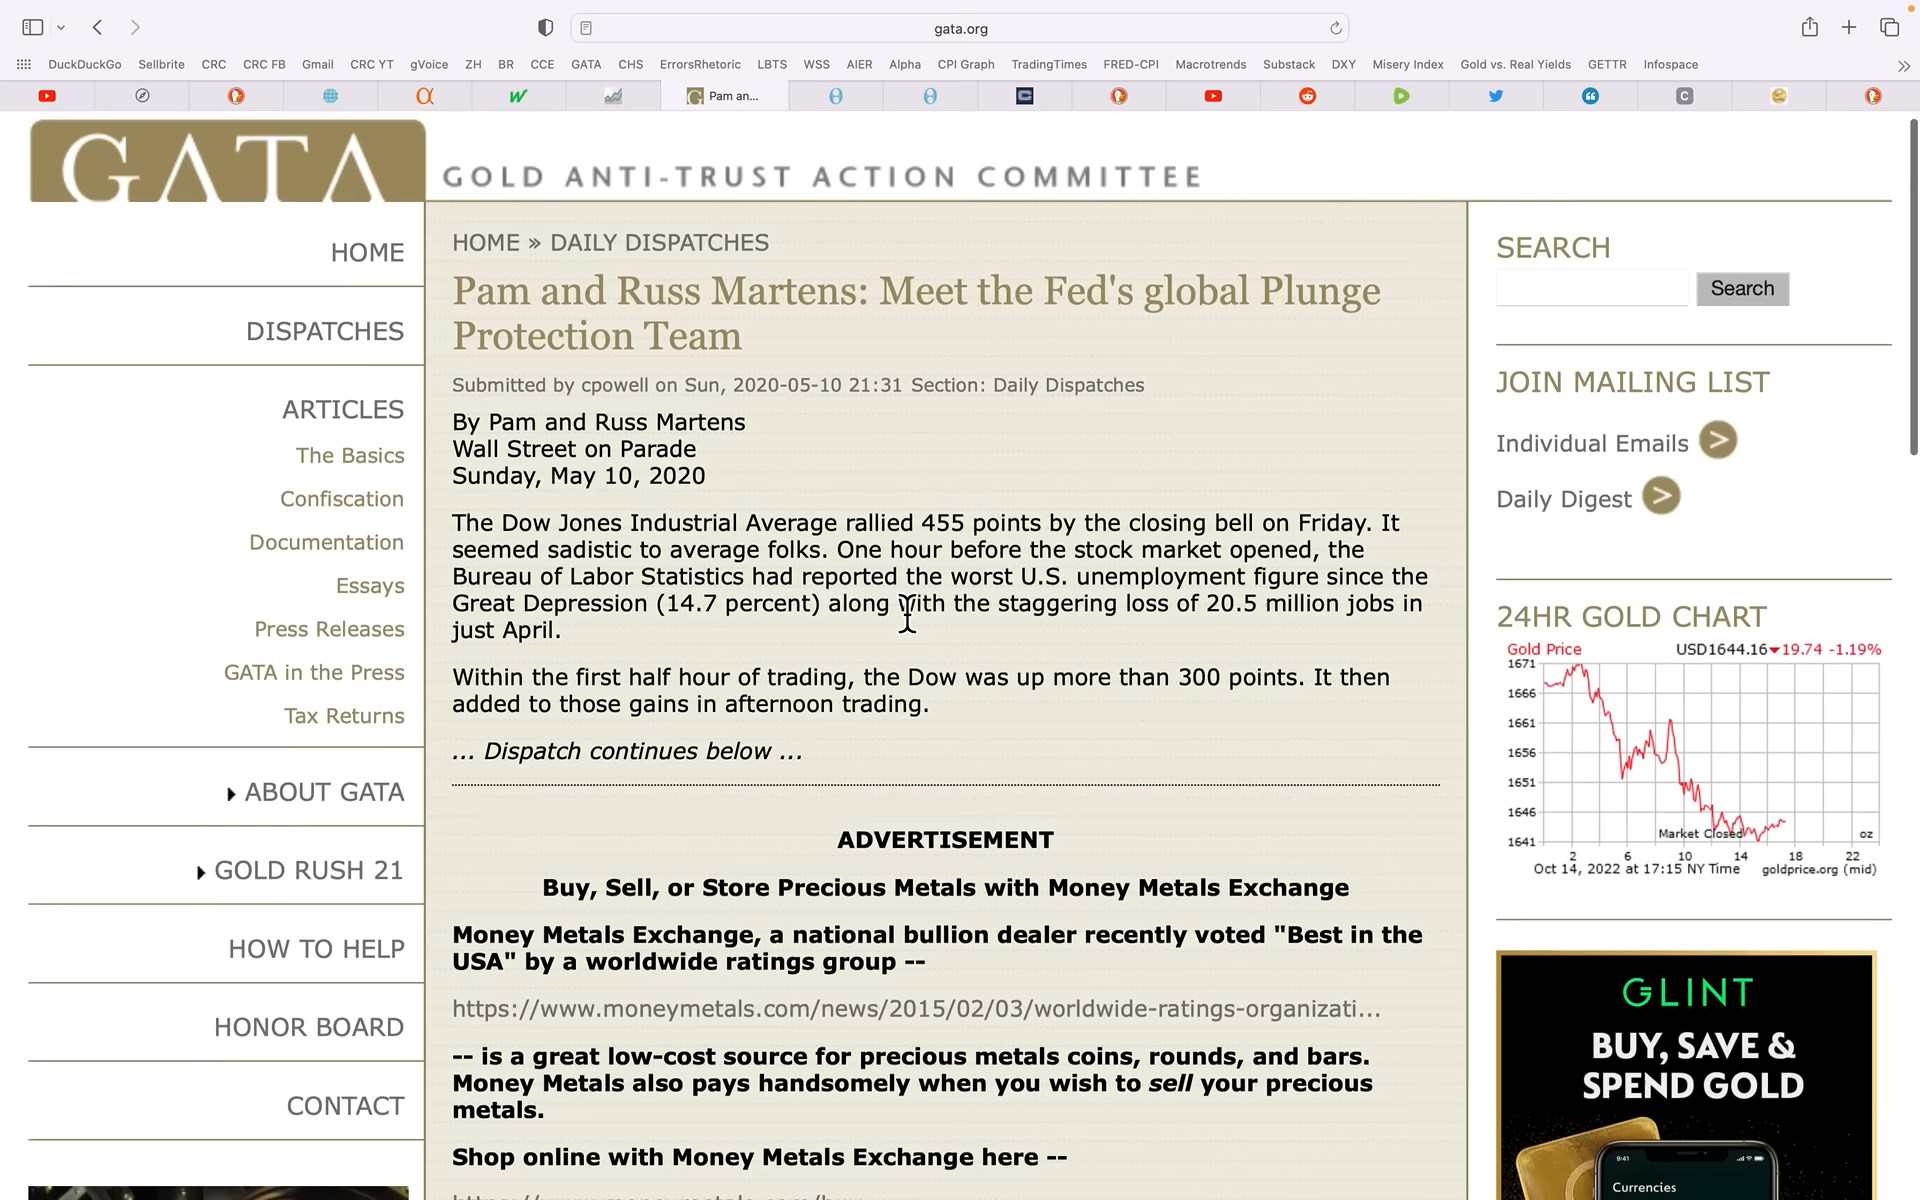 gata.org
DuckDuckGo Sellbrite CRC CRC FB Gmail CRC YT gVoice ZH BR CCE GATA CHS ErrorsRhetoric LBTS WSS AIER Alpha CPI Graph TradingTimes FRED-CPI Macrotrends Substack DXY Misery Index Gold vs. Real Yields GETTR Infospace
Pam an...
GATA GOLD ANTI-TRUST ACTION COMMITTEE
HOME
DISPATCHES
ARTICLES
The Basics
Confiscation
Documentation
Essays
Press Releases
GATA in the Press
Tax Returns
ABOUT GATA
GOLD RUSH 21
HOW TO HELP
HONOR BOARD
CONTACT
HOME » DAILY DISPATCHES
Pam and Russ Martens: Meet the Fed's global Plunge
Protection Team
Submitted by cpowell on Sun, 2020-05-10 21:31 Section: Daily Dispatches
By Pam and Russ Martens
Wall Street on Parade
Sunday, May 10, 2020
The Dow Jones Industrial Average rallied 455 points by the closing bell on Friday. It
seemed sadistic to average folks. One hour before the stock market opened, the
Bureau of Labor Statistics had reported the worst U.S. unemployment figure since the
Great Depression (14.7 percent) along with the staggering loss of 20.5 million jobs in
just April.
Within the first half hour of trading, the Dow was up more than 300 points. It then
added to those gains in afternoon trading.
... Dispatch continues below ...
ADVERTISEMENT
Buy, Sell, or Store Precious Metals with Money Metals Exchange
Money Metals Exchange, a national bullion dealer recently voted "Best in the
USA" by a worldwide ratings group --
https://www.moneymetals.com/news/2015/02/03/worldwide-ratings-organizati...
-- is a great low-cost source for precious metals coins, rounds, and bars.
Money Metals also pays handsomely when you wish to sell your precious
metals.
Shop online with Money Metals Exchange here --
SEARCH
Search
JOIN MAILING LIST
Individual Emails >
Daily Digest >
24HR GOLD CHART
Gold Price USD1644.16▼19.74 -1.19%
1671
1666
1661
1656
1651
1646
1641
Market Closed oz
2 6 10 14 18 22
Oct 14, 2022 at 17:15 NY Time goldprice.org (mid)
GLINT
BUY, SAVE &
SPEND GOLD
9:41
Currencies